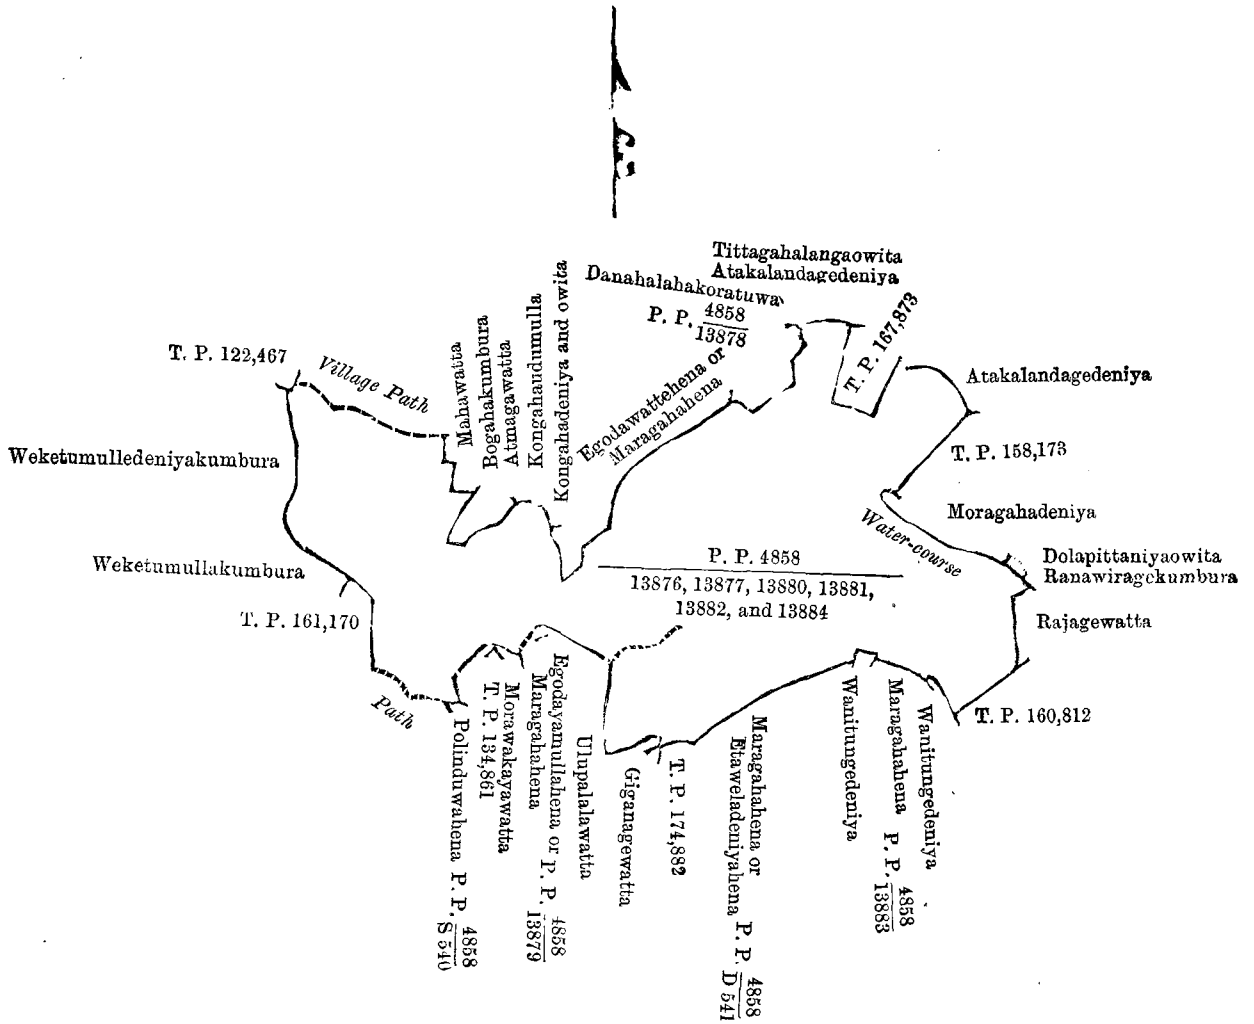 Tittagahalangaowita
Atakalandagedeniya
Danahalahakoratuwa
P. P. 4858
13878
T. P. 167,873
T. P. 122,467
Village Path
Mahawatta
Bogahakumbura
Atmagawatta
Kongahaudumulla
Kongahadeniya and owita
Egodawattehena or
Maragahahena
Atakalandagedeniya
T. P. 158,173
Weketumulledeniyakumbura
Moragahadeniya
Water-course
Weketumullakumbura
P. P. 4858
13876, 13877, 13880, 13881,
13882, and 13884
Dolapittaniyaowita
Ranawiragekumbura
T. P. 161,170
Rajagewatta
Path
T. P. 160,812
Polinduwahena P. P. 4858
S 540
T. P. 134,861
Morawakayawatta
Maragahahena
Egodayamullahena or P. P. 4858
13879
Ulupalalawatta
Giganagewatta
T. P. 174,882
Etaweladeniyahena P. P. 4858
D 541
Maragahahena or
Wanitungedeniya
Maragahahena P. P. 4858
13883
Wanitungedeniya